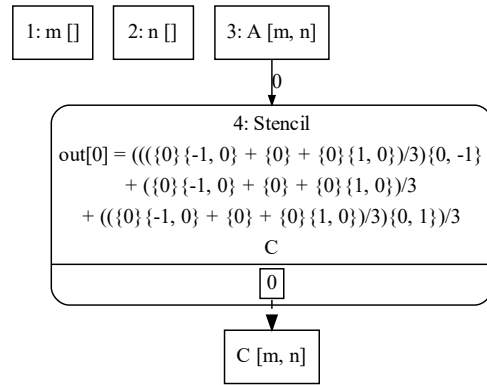 1: m []
2: n []
3: A [m, n]
0
4: Stencil
out[0] = ((({0}{-1, 0} + {0} + {0}{1, 0})/3){0, -1}
+ ({0}{-1, 0} + {0} + {0}{1, 0})/3
+ (({0}{-1, 0} + {0} + {0}{1, 0})/3){0, 1})/3
C
0
C [m, n]